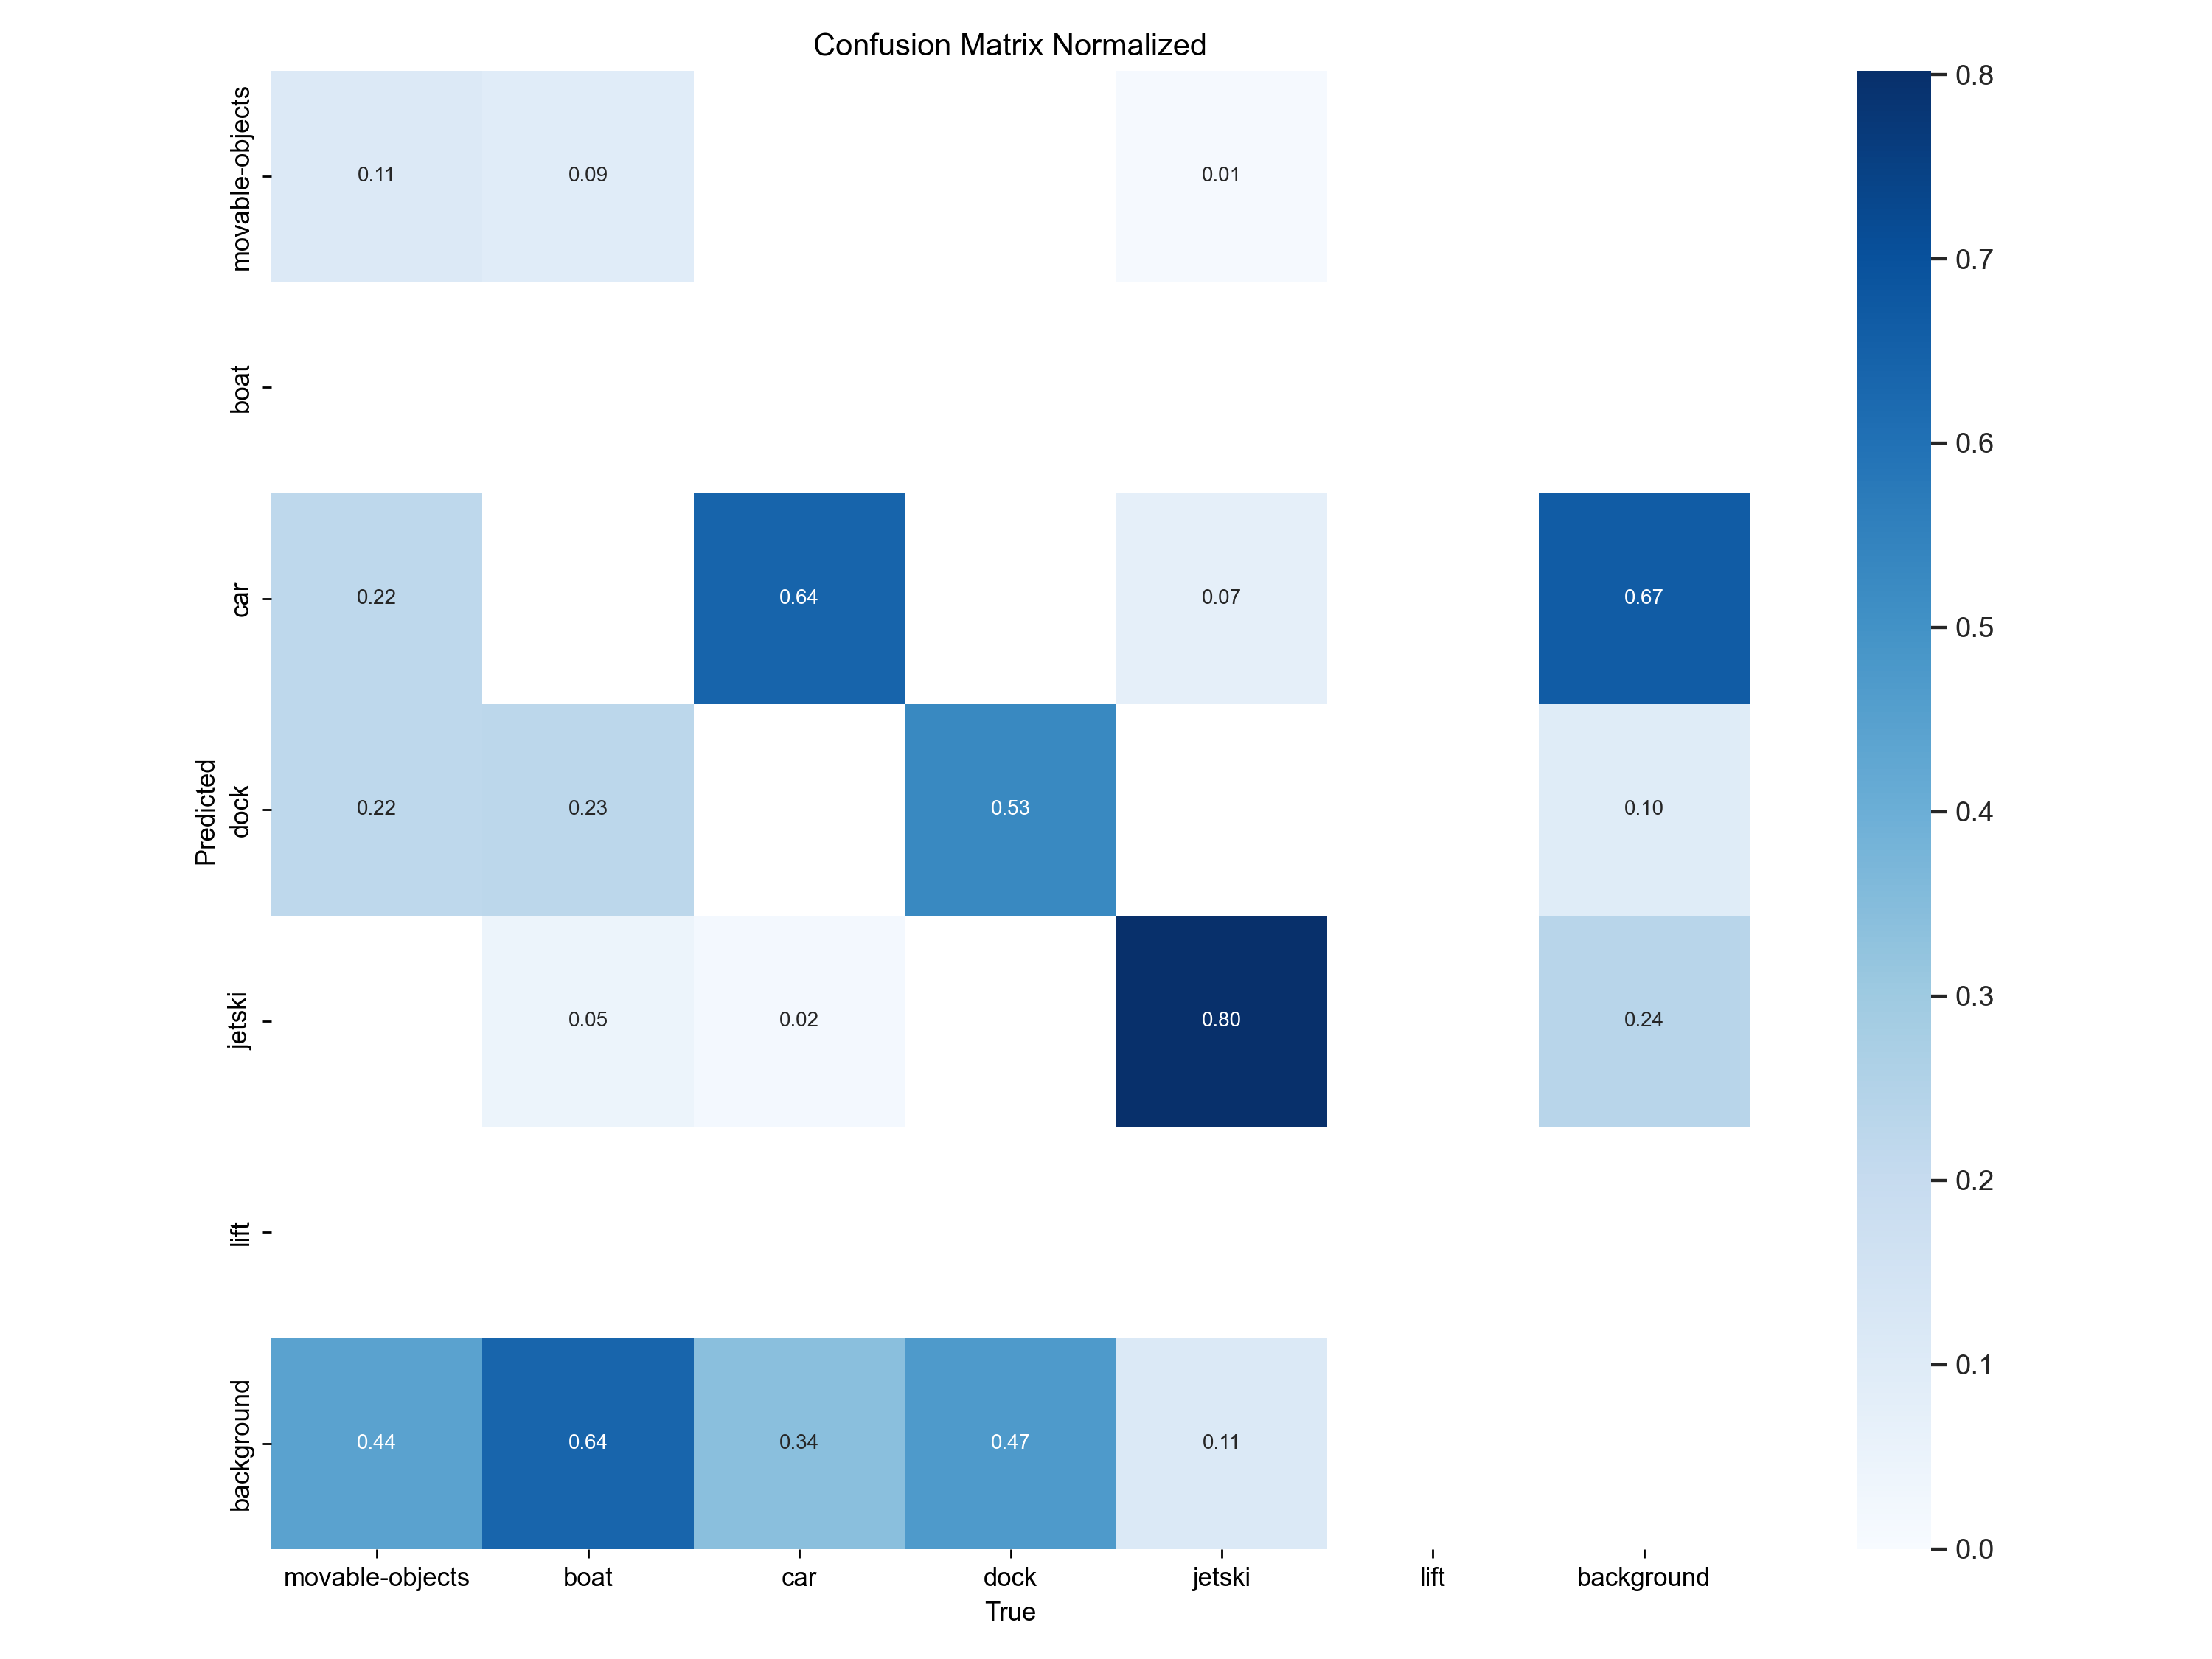 Confusion Matrix Normalized
movable-objects
0.11 0.09 0.01
boat
car
0.22 0.64 0.07 0.67
Predicted
dock
0.22 0.23 0.53 0.10
jetski
0.05 0.02 0.80 0.24
lift
background
0.44 0.64 0.34 0.47 0.11
movable-objects boat car dock jetski lift background
True
0.8
0.7
0.6
0.5
0.4
0.3
0.2
0.1
0.0